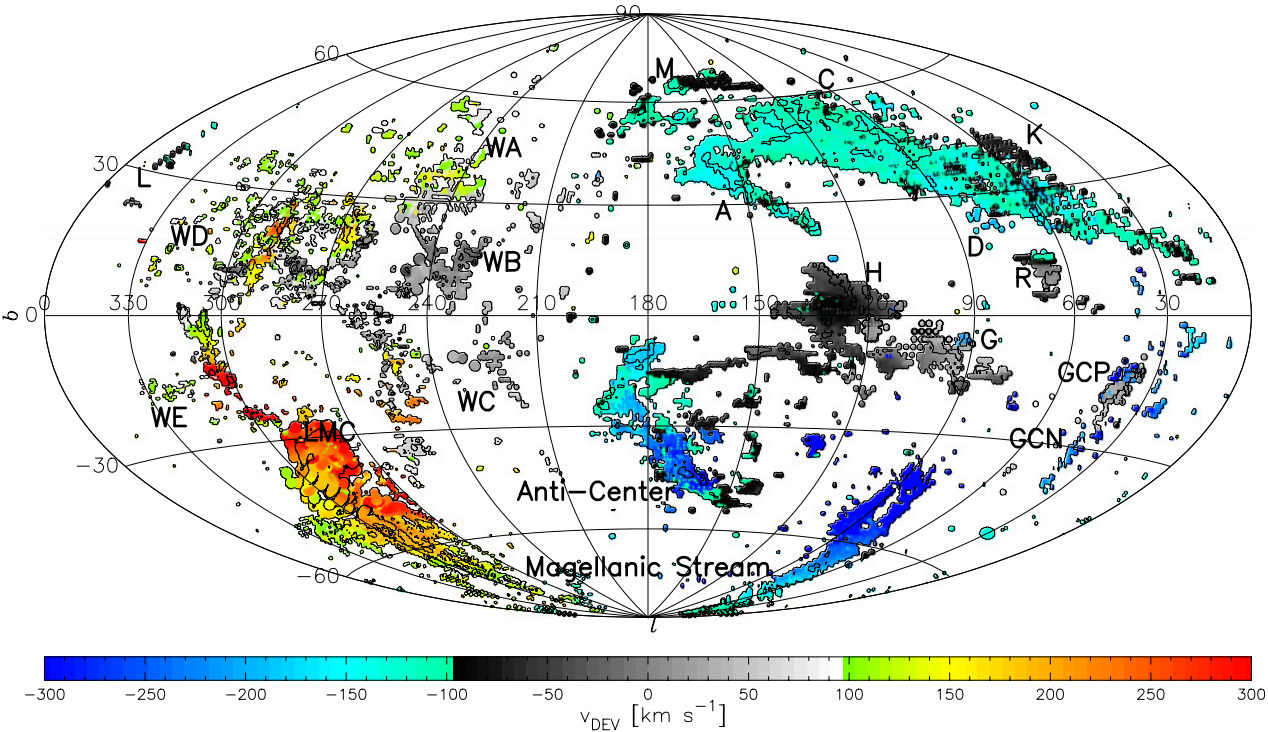 90
60
M
C
K
WA
30
L
A
WD
D
WB
H
R
0 330 300 270 240 210 180 150 120 90 60 30
b
0
G
GCP
WC
WE
LMC
GCN
−30
Anti−Center
Magellanic Stream
−60
l
−300 −250 −200 −150 −100 −50 0 50 100 150 200 250 300
v_DEV [km s⁻¹]